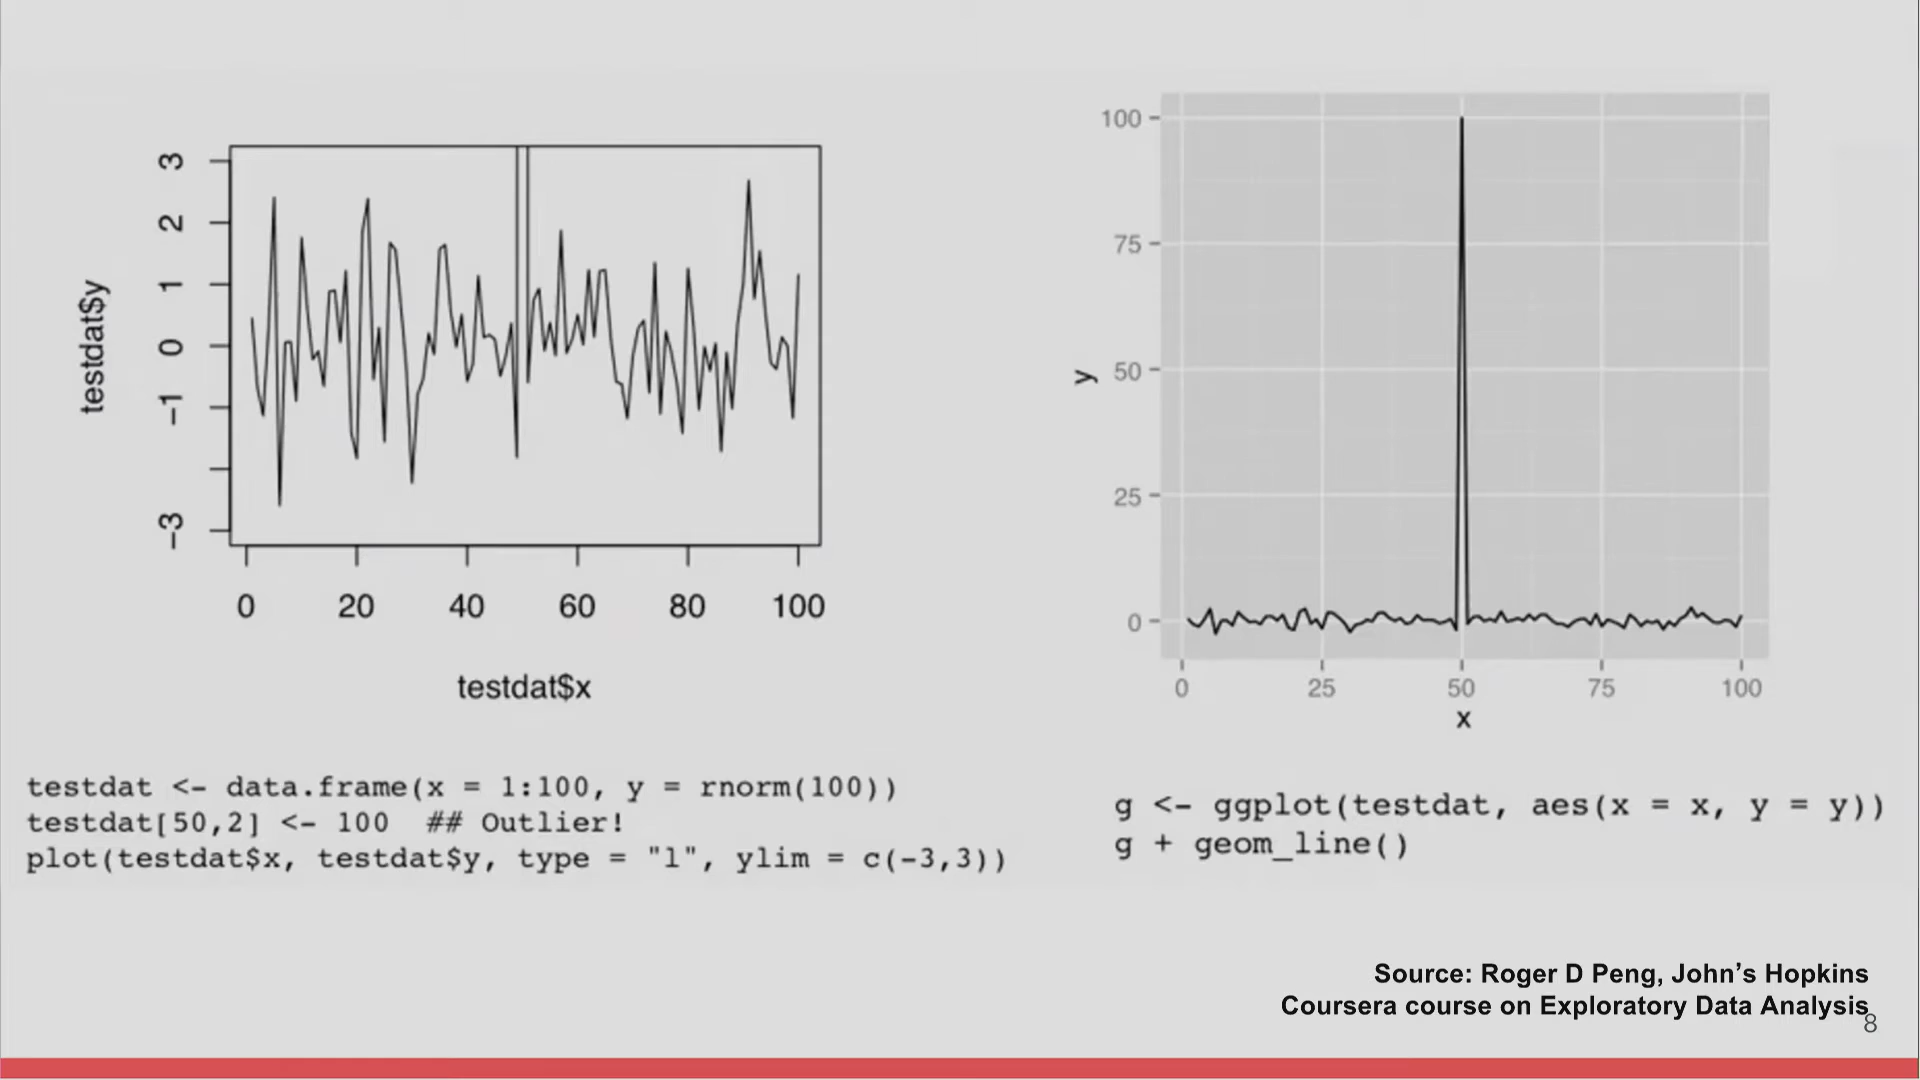 3
2
1
0
-1
-3
testdat$y
0 20 40 60 80 100
testdat$x
100
75
50
25
0
y
0 25 50 75 100
x
testdat <- data.frame(x = 1:100, y = rnorm(100))
testdat[50,2] <- 100  ## Outlier!
plot(testdat$x, testdat$y, type = "l", ylim = c(-3,3))
g <- ggplot(testdat, aes(x = x, y = y))
g + geom_line()
Source: Roger D Peng, John’s Hopkins
Coursera course on Exploratory Data Analysis
8